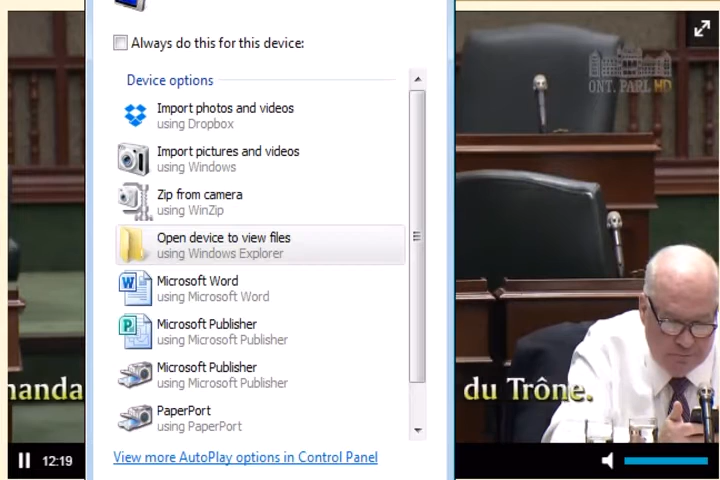 Always do this for this device:
Device options
Import photos and videos
using Dropbox
Import pictures and videos
using Windows
Zip from camera
using WinZip
Open device to view files
using Windows Explorer
Microsoft Word
using Microsoft Word
Microsoft Publisher
using Microsoft Publisher
Microsoft Publisher
using Microsoft Publisher
PaperPort
using PaperPort
View more AutoPlay options in Control Panel
ONT. PARL HD
nanda
du Trône.
12:19